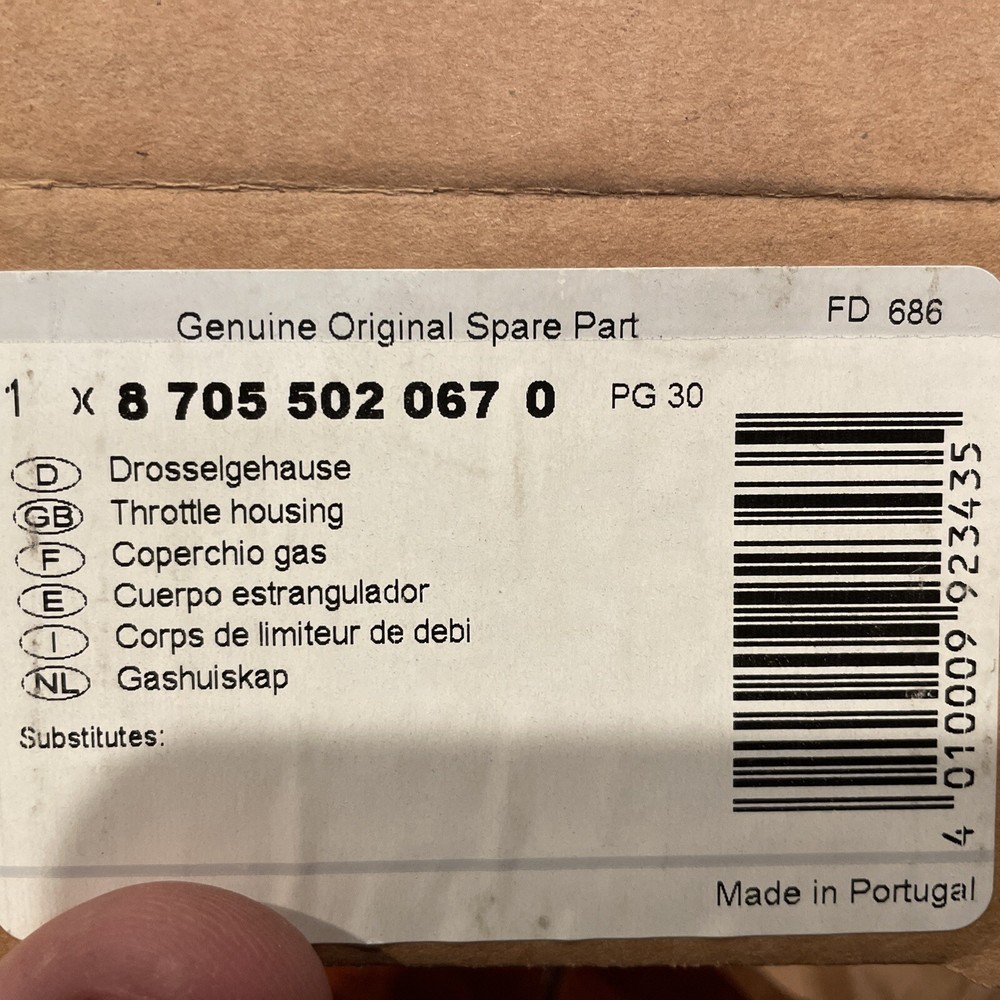 Genuine Original Spare Part FD 686
1 x 8 705 502 067 0 PG 30
D Drosselgehause
GB Throttle housing
F Coperchio gas
E Cuerpo estrangulador
I Corps de limiteur de debi
NL Gashuiskap
Substitutes:
4 010009 923435
Made in Portugal